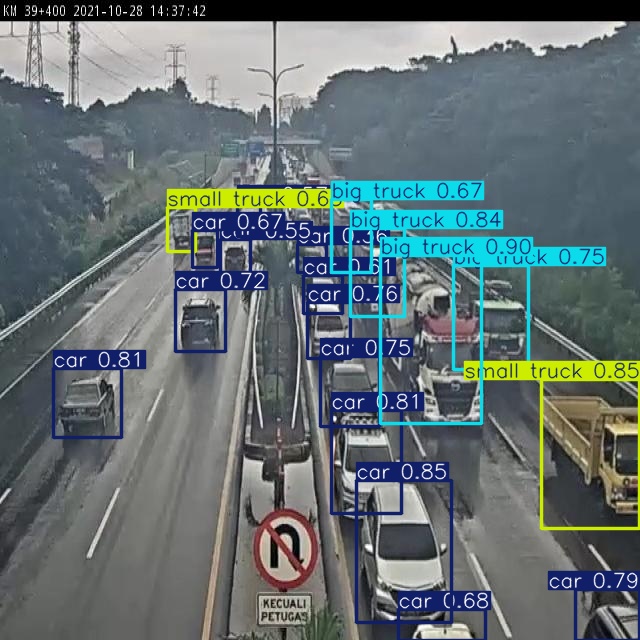 KM 39+400 2021-10-28 14:37:42
big truck 0.67
small truck 0.6
car 0.67
0.55
big truck 0.84
big truck 0.90
truck 0.75
car 0.72
0.76
car 0.75
car 0.81
small truck 0.85
car 0.81
car 0.85
car 0.79
car 0.68
KECUALI
PETUGAS